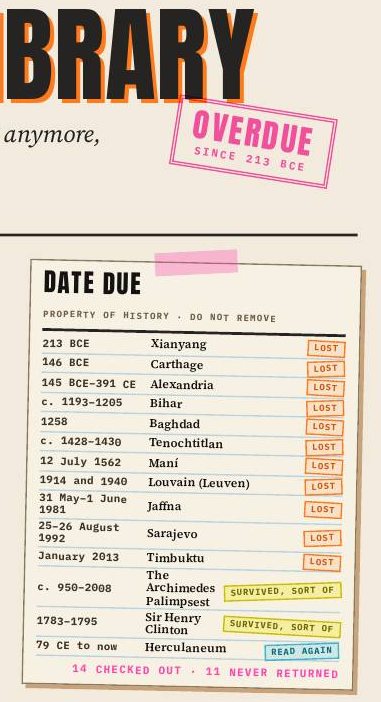 IBRARY
anymore,
OVERDUE
SINCE 213 BCE
DATE DUE
PROPERTY OF HISTORY · DO NOT REMOVE
213 BCE Xianyang LOST
146 BCE Carthage LOST
145 BCE–391 CE Alexandria LOST
c. 1193–1205 Bihar LOST
1258 Baghdad LOST
c. 1428–1430 Tenochtitlan LOST
12 July 1562 Maní LOST
1914 and 1940 Louvain (Leuven) LOST
31 May–1 June
1981 Jaffna LOST
25–26 August
1992 Sarajevo LOST
January 2013 Timbuktu LOST
c. 950–2008 The
Archimedes
Palimpsest SURVIVED, SORT OF
1783–1795 Sir Henry
Clinton SURVIVED, SORT OF
79 CE to now Herculaneum READ AGAIN
14 CHECKED OUT · 11 NEVER RETURNED